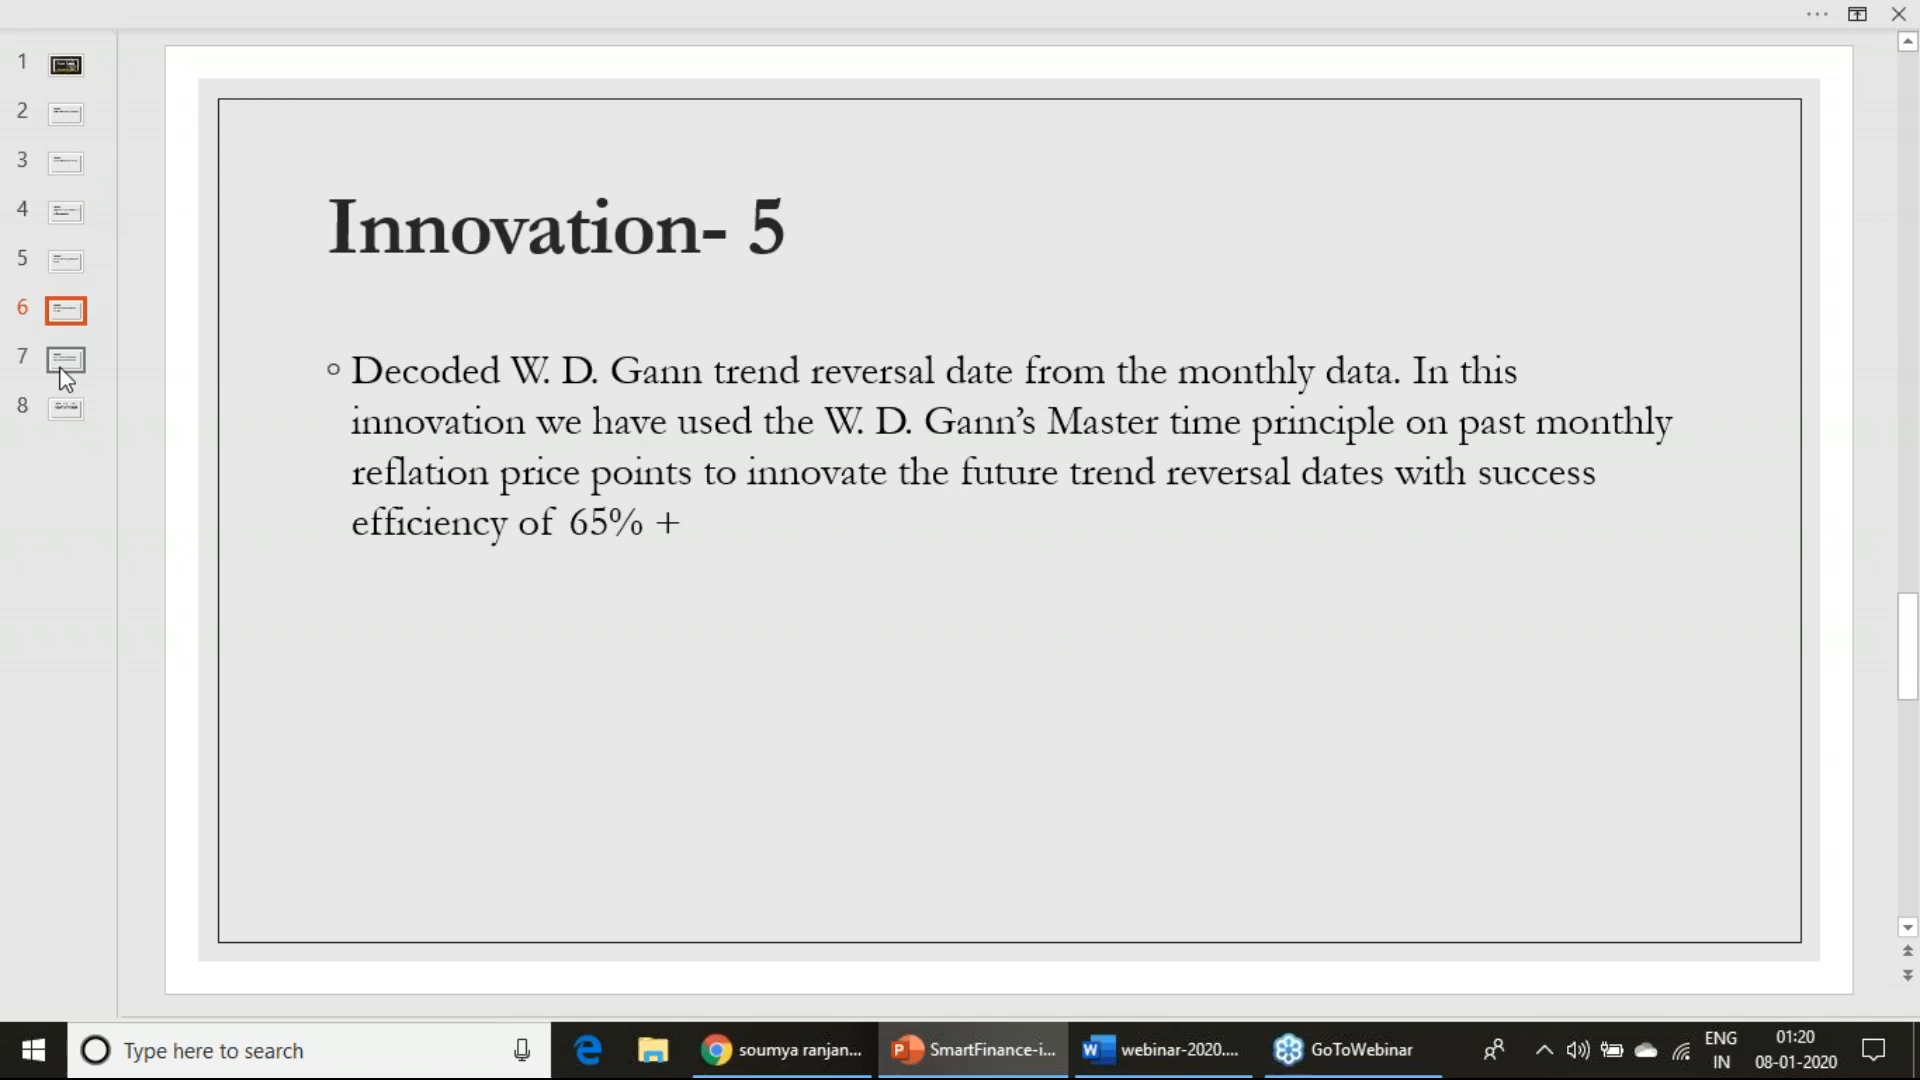 1
2
3
4
5
6
7
8
Innovation- 5
Decoded W. D. Gann trend reversal date from the monthly data. In this
innovation we have used the W. D. Gann’s Master time principle on past monthly
reflation price points to innovate the future trend reversal dates with success
efficiency of 65% +
Type here to search
soumya ranjan...
SmartFinance-i...
webinar-2020....
GoToWebinar
ENG
IN
01:20
08-01-2020